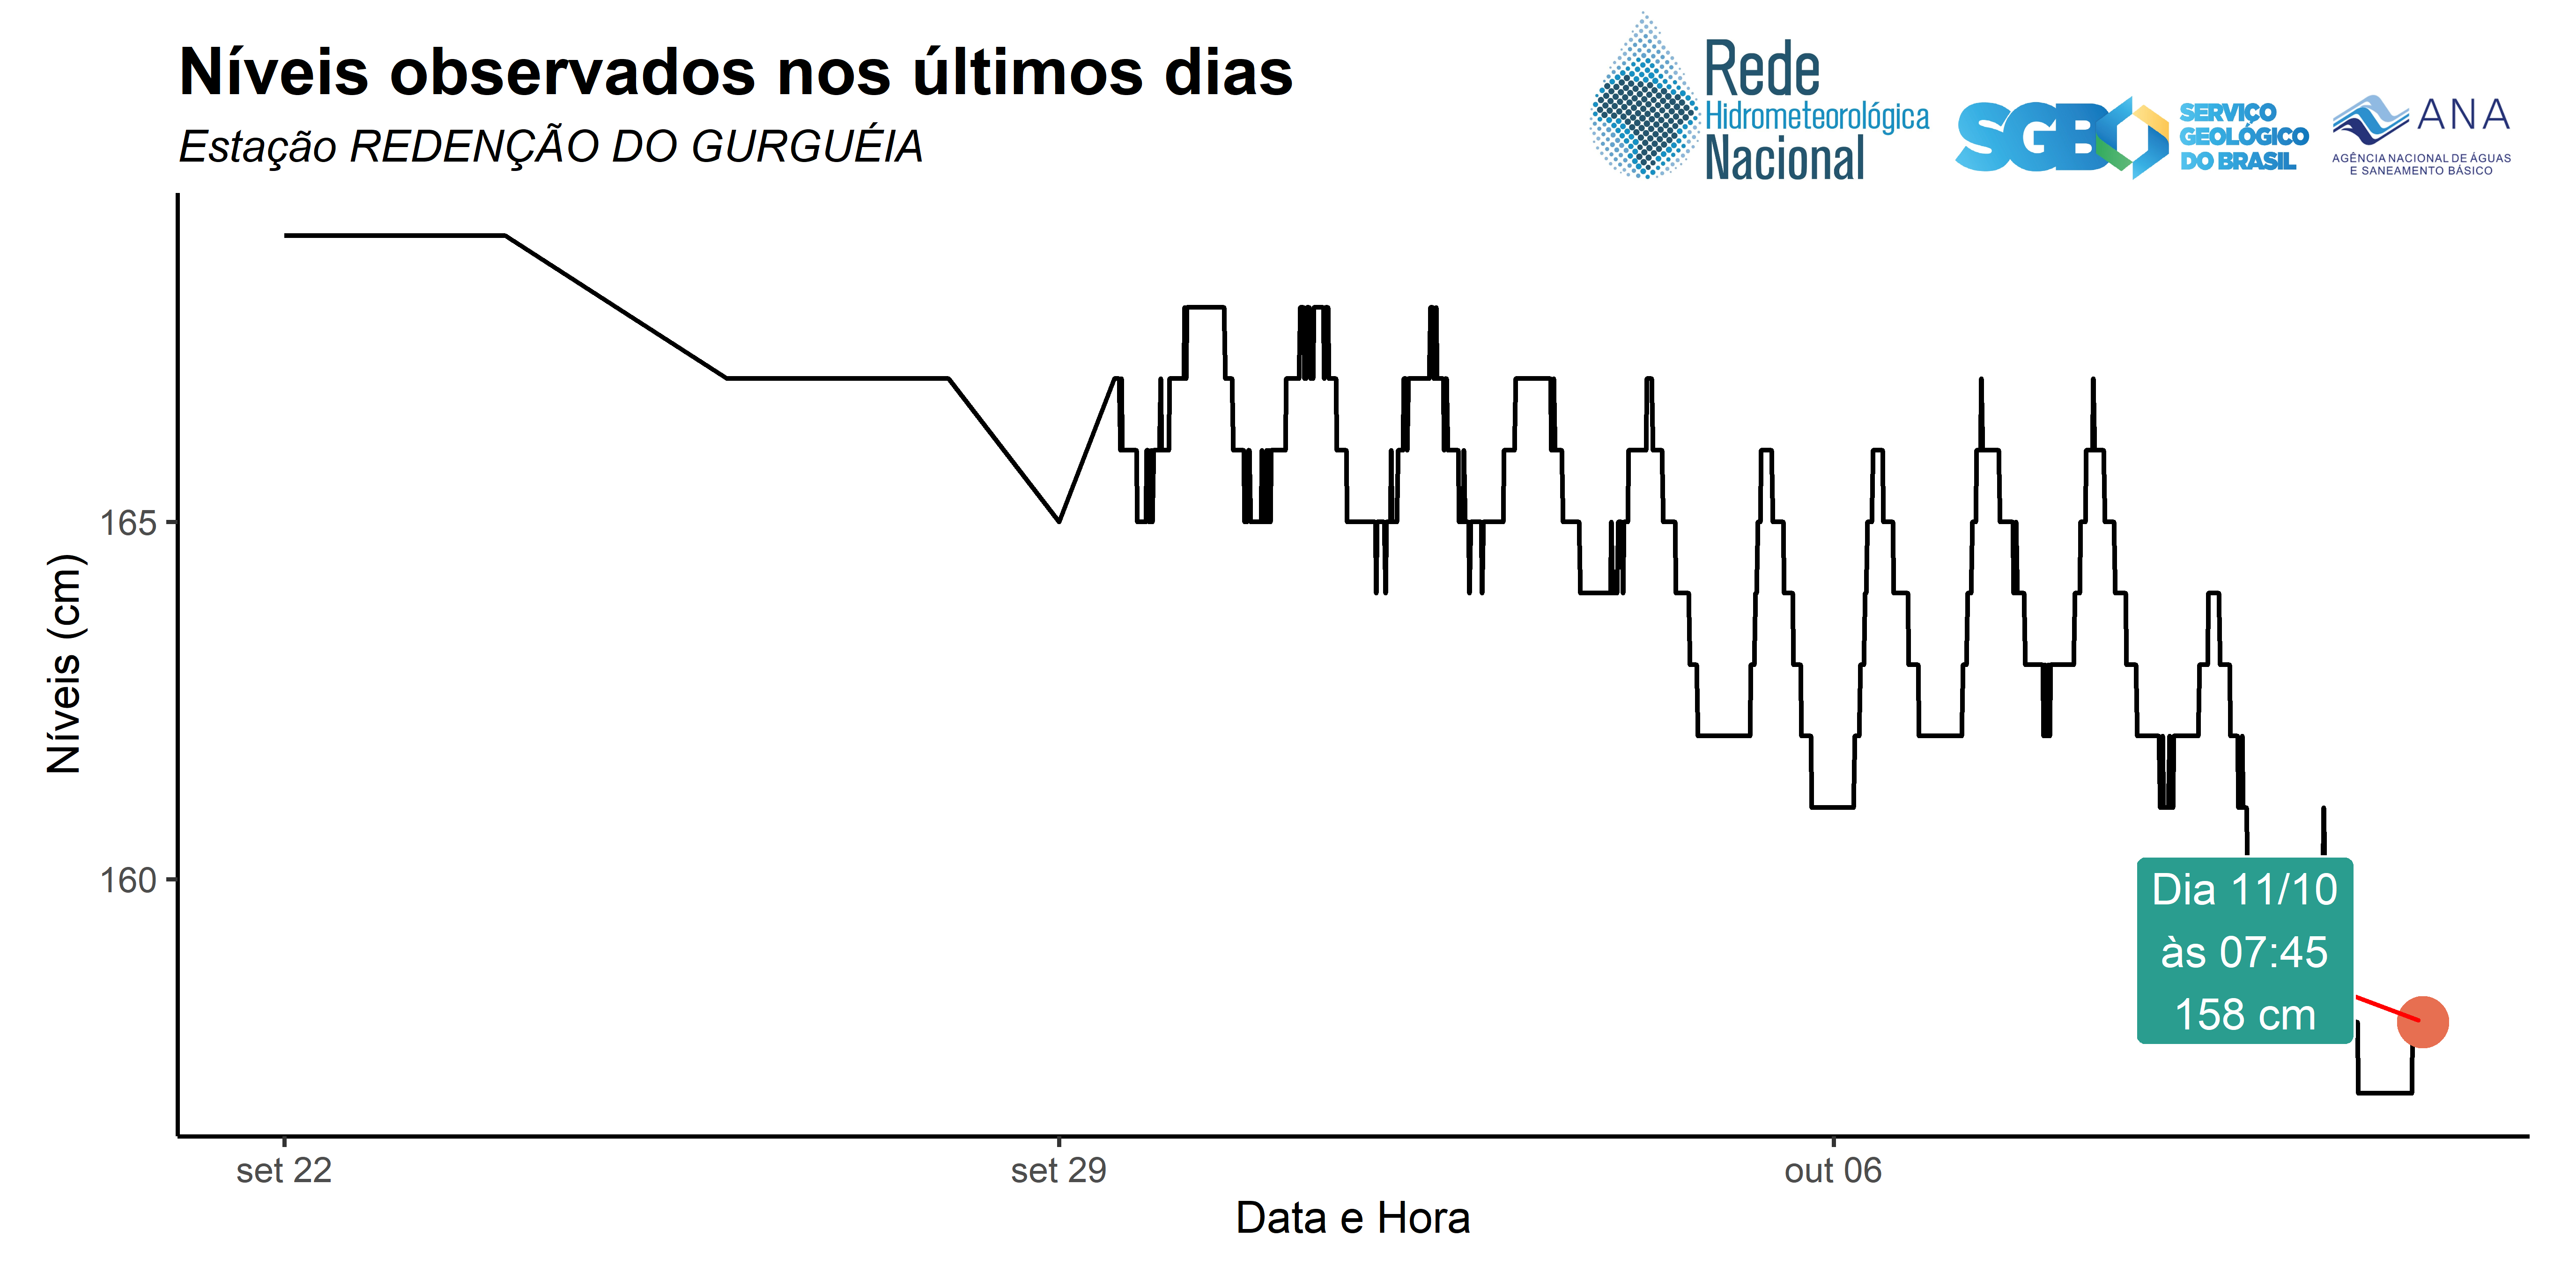 Níveis observados nos últimos dias
Estação REDENÇÃO DO GURGUÉIA
Rede
Hidrometeorológica
Nacional
SGB
SERVIÇO
GEOLÓGICO
DO BRASIL
ANA
AGÊNCIA NACIONAL DE ÁGUAS
E SANEAMENTO BÁSICO
Níveis (cm)
165
160
Dia 11/10
às 07:45
158 cm
set 22
set 29
out 06
Data e Hora